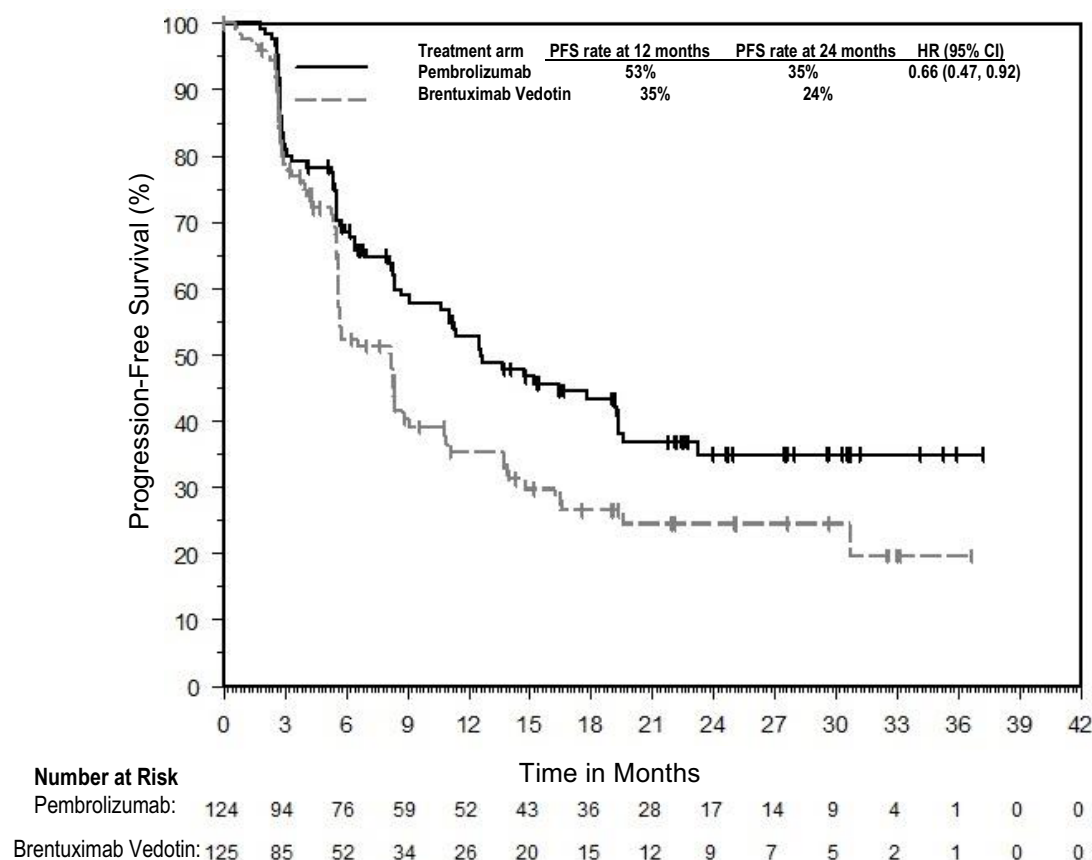 Treatment arm PFS rate at 12 months PFS rate at 24 months HR (95% CI)
Pembrolizumab 53% 35% 0.66 (0.47, 0.92)
Brentuximab Vedotin 35% 24%
Progression-Free Survival (%)
100
90
80
70
60
50
40
30
20
10
0
0 3 6 9 12 15 18 21 24 27 30 33 36 39 42
Time in Months
Number at Risk
Pembrolizumab: 124 94 76 59 52 43 36 28 17 14 9 4 1 0 0
Brentuximab Vedotin: 125 85 52 34 26 20 15 12 9 7 5 2 1 0 0